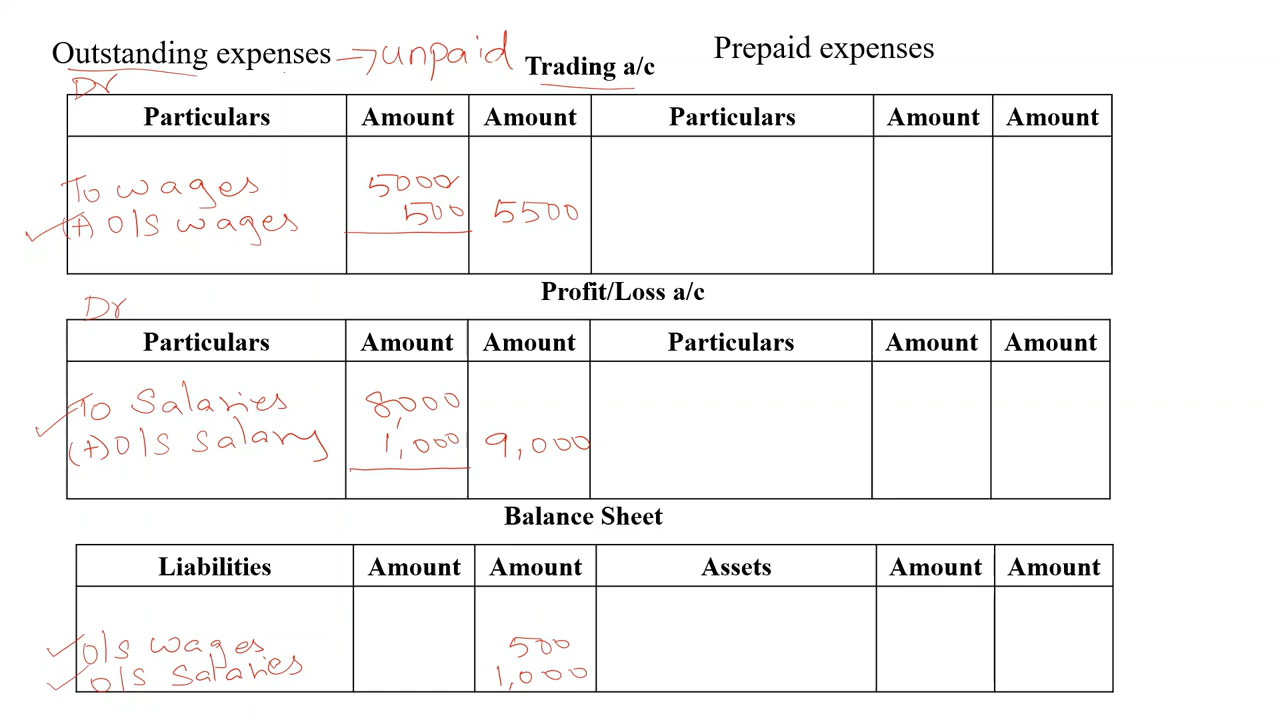 Outstanding expenses → unpaid
Prepaid expenses
Trading a/c
Dr
Particulars Amount Amount Particulars Amount Amount
To wages 5000
(+) O/S wages 500 5500
Profit/Loss a/c
Dr
Particulars Amount Amount Particulars Amount Amount
To Salaries 8000
(+) O/S Salary 1,000 9,000
Balance Sheet
Liabilities Amount Amount Assets Amount Amount
O/S wages 500
O/S Salaries 1,000